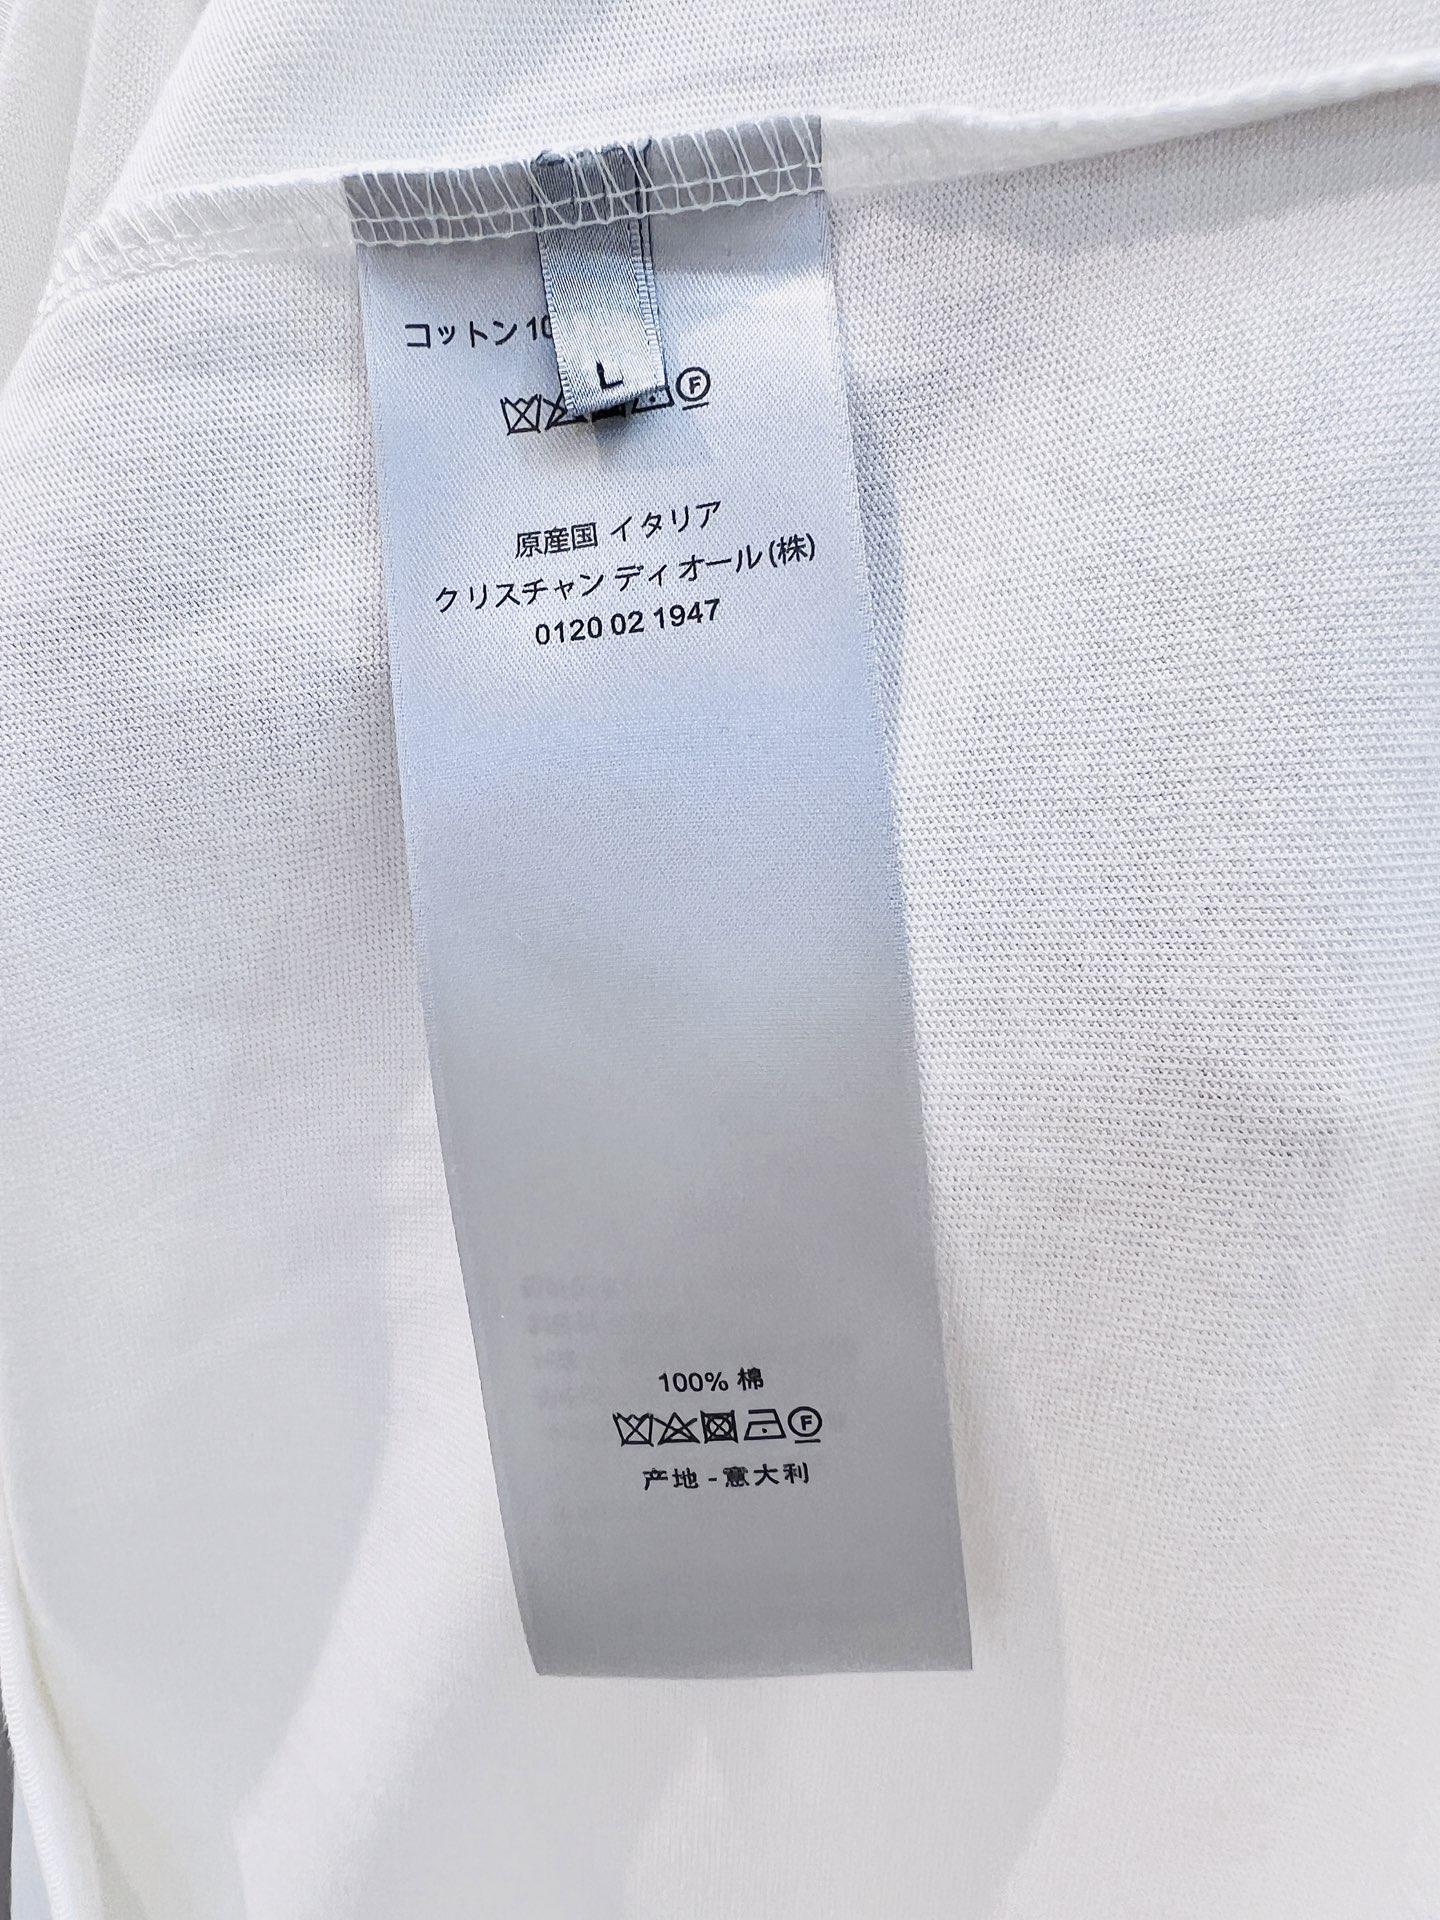 コットン 10
L
F
原産国 イタリア
クリスチャン ディオール(株)
0120 02 1947
100% 棉
F
产地 - 意大利